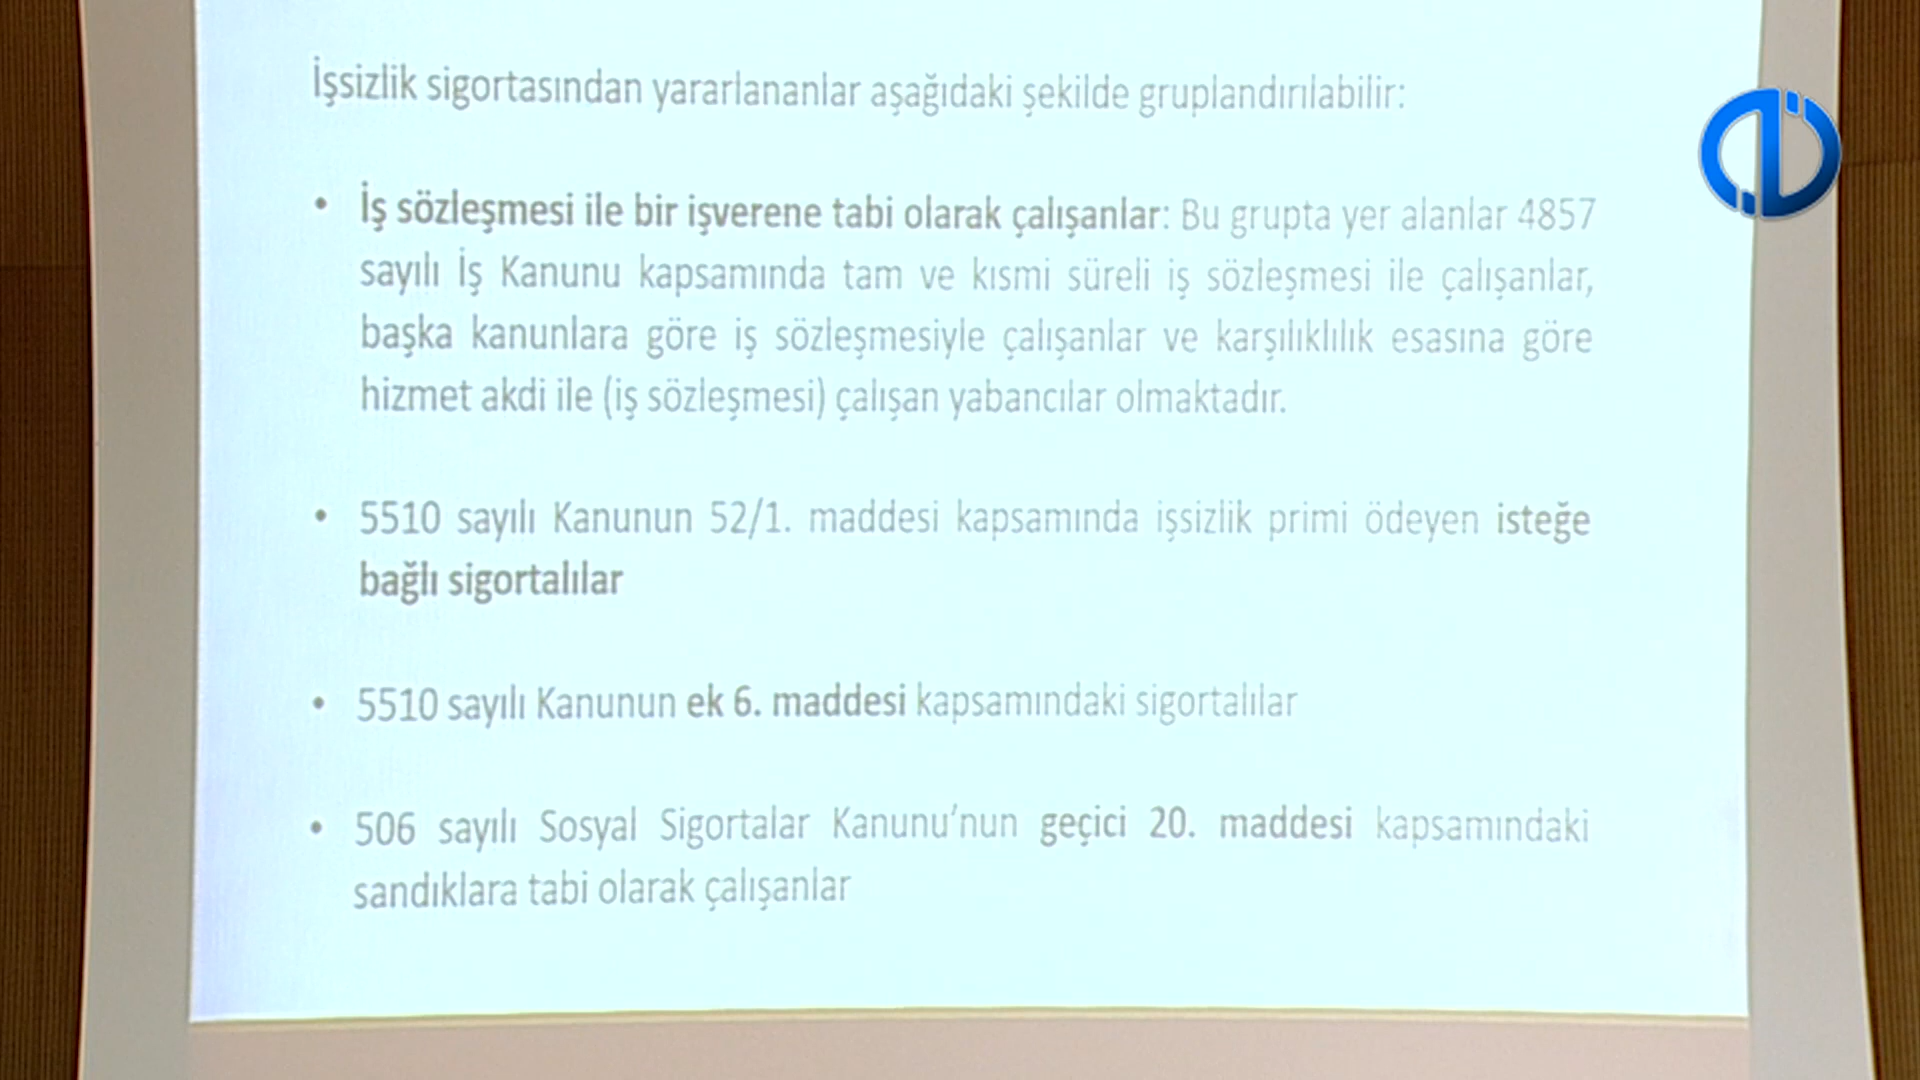 İşsizlik sigortasından yararlananlar aşağıdaki şekilde gruplandırılabilir:
• İş sözleşmesi ile bir işverene tabi olarak çalışanlar: Bu grupta yer alanlar 4857
sayılı İş Kanunu kapsamında tam ve kısmi süreli iş sözleşmesi ile çalışanlar,
başka kanunlara göre iş sözleşmesiyle çalışanlar ve karşılıklılık esasına göre
hizmet akdi ile (iş sözleşmesi) çalışan yabancılar olmaktadır.
• 5510 sayılı Kanunun 52/1. maddesi kapsamında işsizlik primi ödeyen isteğe
bağlı sigortalılar
• 5510 sayılı Kanunun ek 6. maddesi kapsamındaki sigortalılar
• 506 sayılı Sosyal Sigortalar Kanunu’nun geçici 20. maddesi kapsamındaki
sandıklara tabi olarak çalışanlar